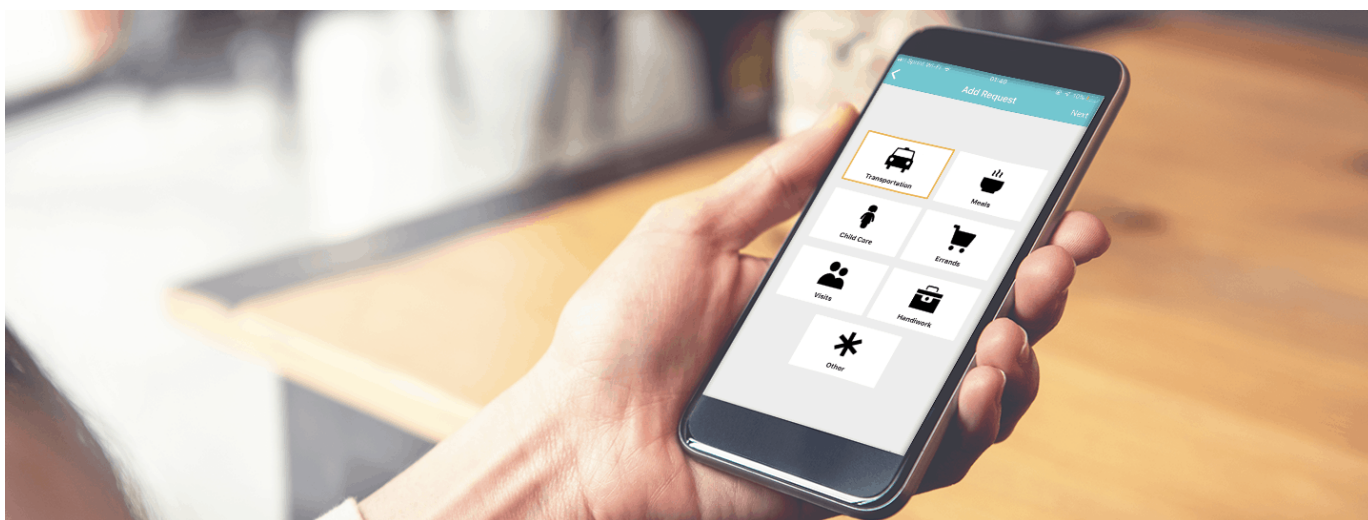 Add Request
Next
Transportation
Meals
Child Care
Errands
Visits
Handiwork
Other